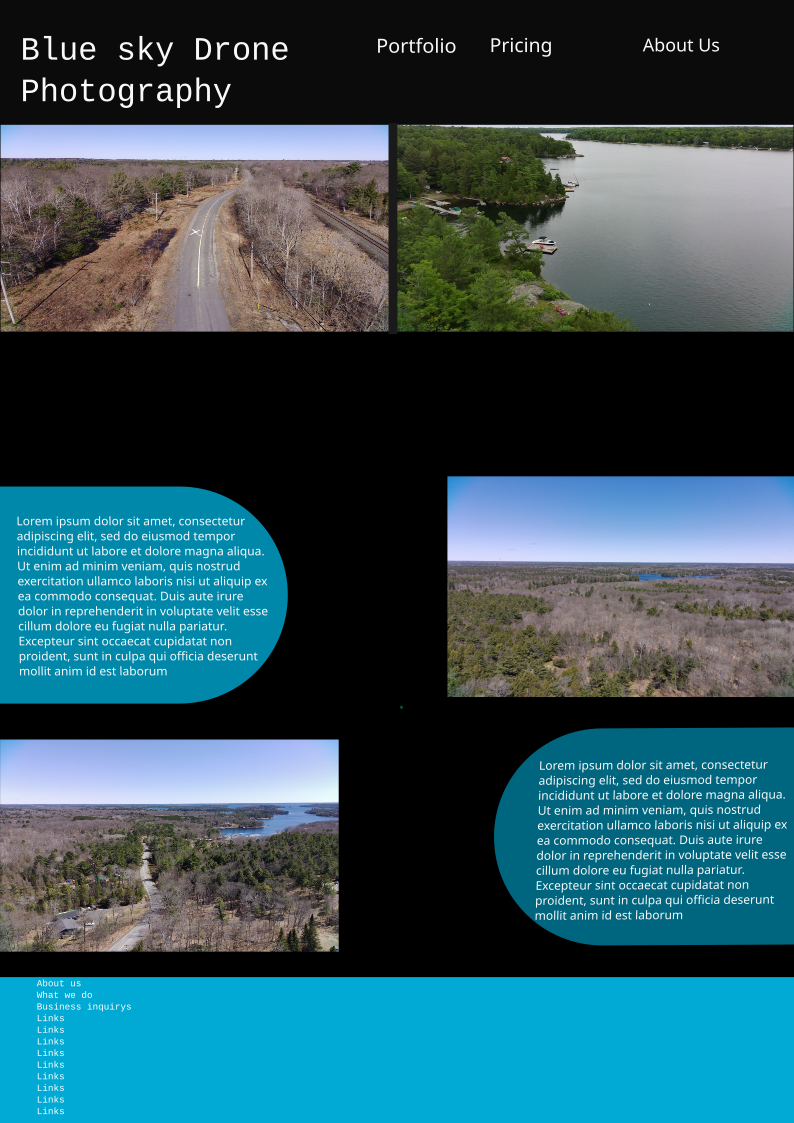 Blue sky Drone
Photography
Portfolio
Pricing
About Us
Lorem ipsum dolor sit amet, consectetur
adipiscing elit, sed do eiusmod tempor
incididunt ut labore et dolore magna aliqua.
Ut enim ad minim veniam, quis nostrud
exercitation ullamco laboris nisi ut aliquip ex
ea commodo consequat. Duis aute irure
dolor in reprehenderit in voluptate velit esse
cillum dolore eu fugiat nulla pariatur.
Excepteur sint occaecat cupidatat non
proident, sunt in culpa qui officia deserunt
mollit anim id est laborum
Lorem ipsum dolor sit amet, consectetur
adipiscing elit, sed do eiusmod tempor
incididunt ut labore et dolore magna aliqua.
Ut enim ad minim veniam, quis nostrud
exercitation ullamco laboris nisi ut aliquip ex
ea commodo consequat. Duis aute irure
dolor in reprehenderit in voluptate velit esse
cillum dolore eu fugiat nulla pariatur.
Excepteur sint occaecat cupidatat non
proident, sunt in culpa qui officia deserunt
mollit anim id est laborum
About us
What we do
Business inquirys
Links
Links
Links
Links
Links
Links
Links
Links
Links